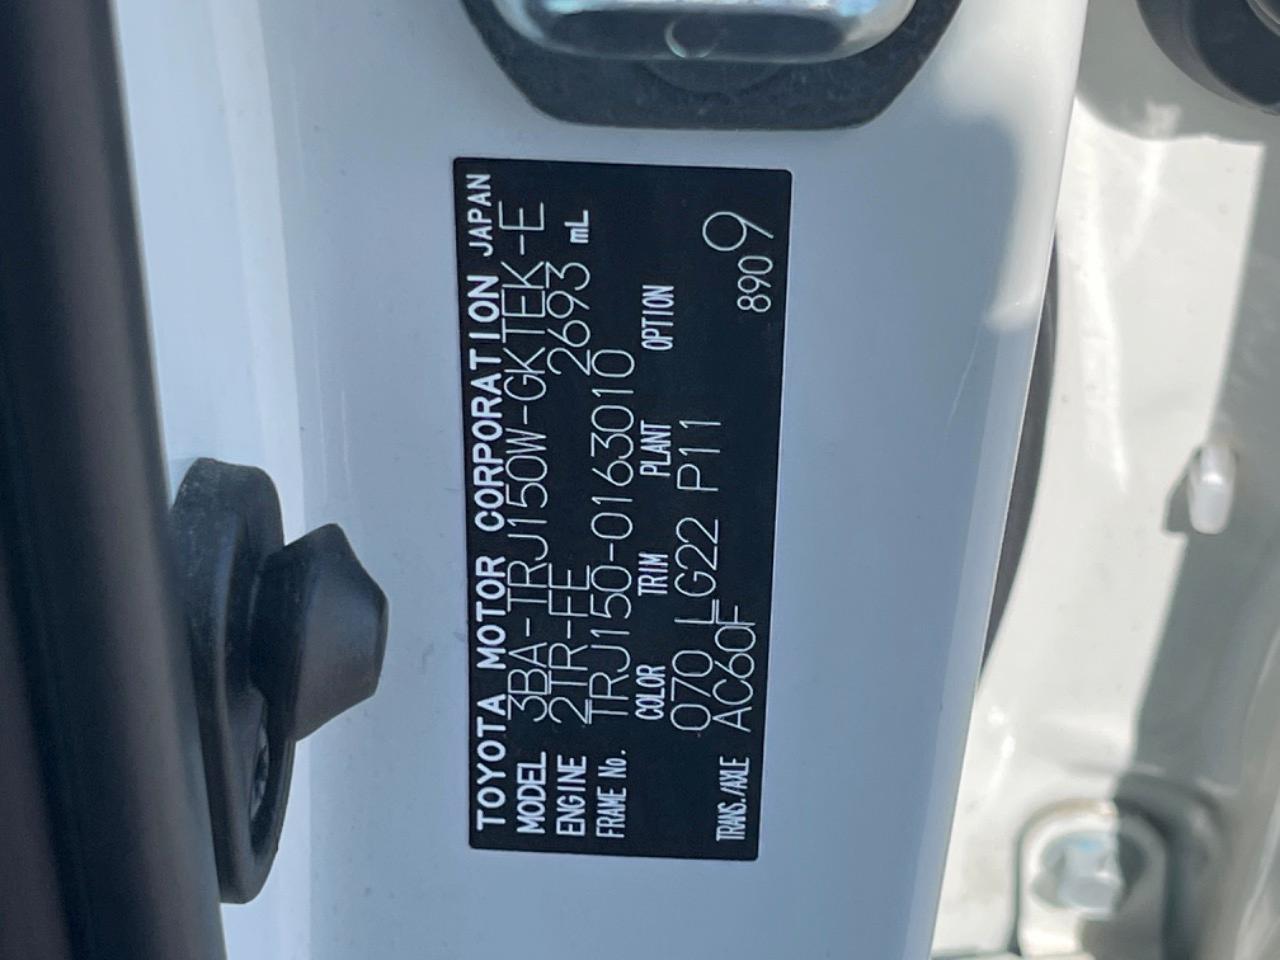 TOYOTA MOTOR CORPORATION JAPAN
MODEL 3BA-TRJ150W-GKTEK-E
ENGINE 2TR-FE 2693 mL
FRAME No. TRJ150-0163010
COLOR TRIM PLANT OPTION
070 LG22 P11
TRANS./AXLE AC60F 8909